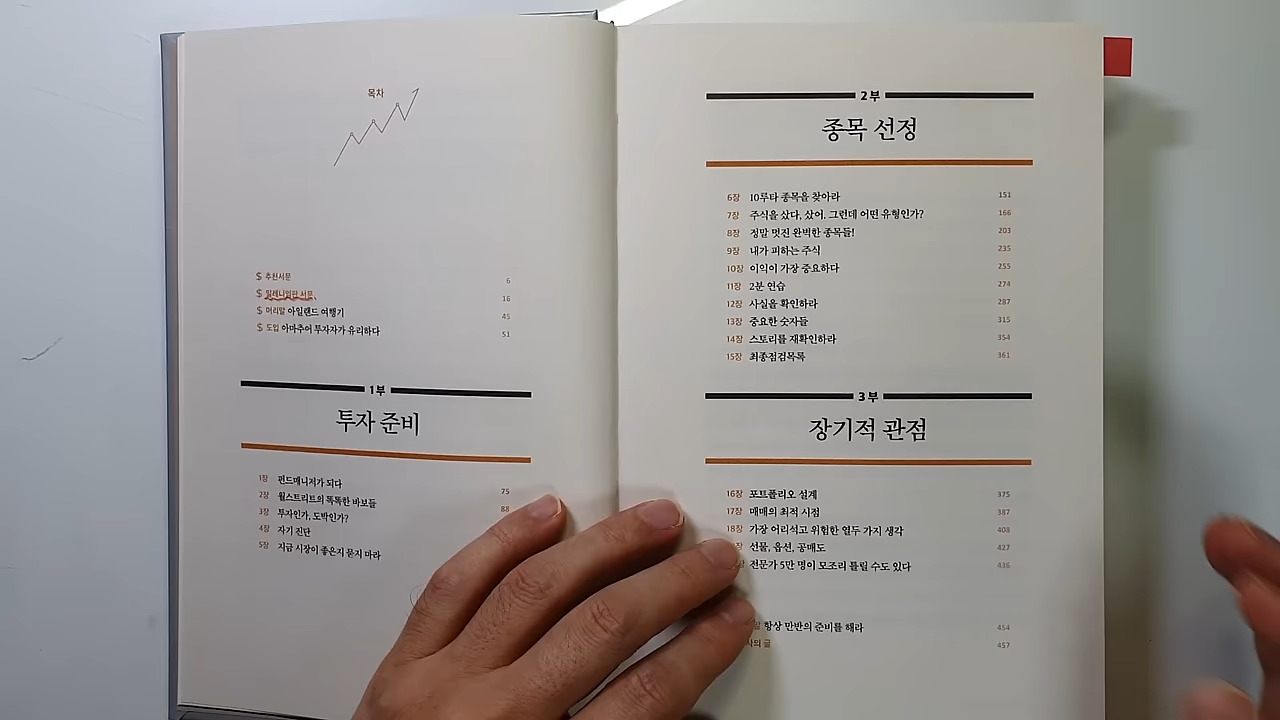 목차
$ 추천서문 6
$ 밀레니엄판 서문 16
$ 머리말 아일랜드 여행기 45
$ 도입 아마추어 투자자가 유리하다 51
1부
투자 준비
1장 펀드매니저가 되다 75
2장 월스트리트의 똑똑한 바보들 88
3장 투자인가, 도박인가?
4장 자기 진단
5장 지금 시장이 좋은지 묻지 마라
2부
종목 선정
6장 10루타 종목을 찾아라 151
7장 주식을 샀다, 샀어. 그런데 어떤 유형인가? 166
8장 정말 멋진 완벽한 종목들! 203
9장 내가 피하는 주식 235
10장 이익이 가장 중요하다 255
11장 2분 연습 274
12장 사실을 확인하라 287
13장 중요한 숫자들 315
14장 스토리를 재확인하라 354
15장 최종점검목록 361
3부
장기적 관점
16장 포트폴리오 설계 375
17장 매매의 최적 시점 387
18장 가장 어리석고 위험한 열두 가지 생각 408
장 선물, 옵션, 공매도 427
장 전문가 5만 명이 모조리 틀릴 수도 있다 436
말 항상 만반의 준비를 해라 454
사의 글 457